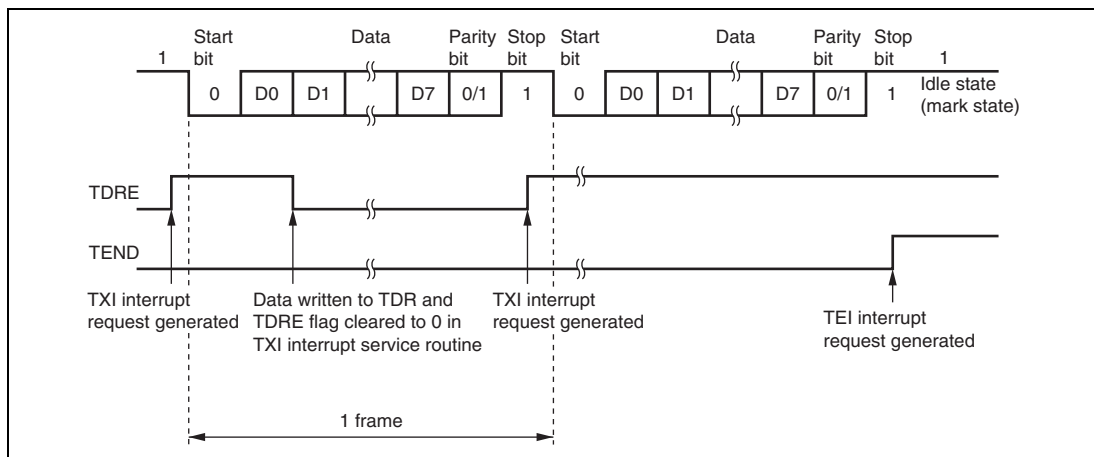 Start bit
Data
Parity bit
Stop bit
Start bit
Data
Parity bit
Stop bit
1
1
0
D0
D1
D7
0/1
1
0
D0
D1
D7
0/1
1
Idle state
(mark state)
TDRE
TEND
TXI interrupt
request generated
Data written to TDR and
TDRE flag cleared to 0 in
TXI interrupt service routine
TXI interrupt
request generated
TEI interrupt
request generated
1 frame